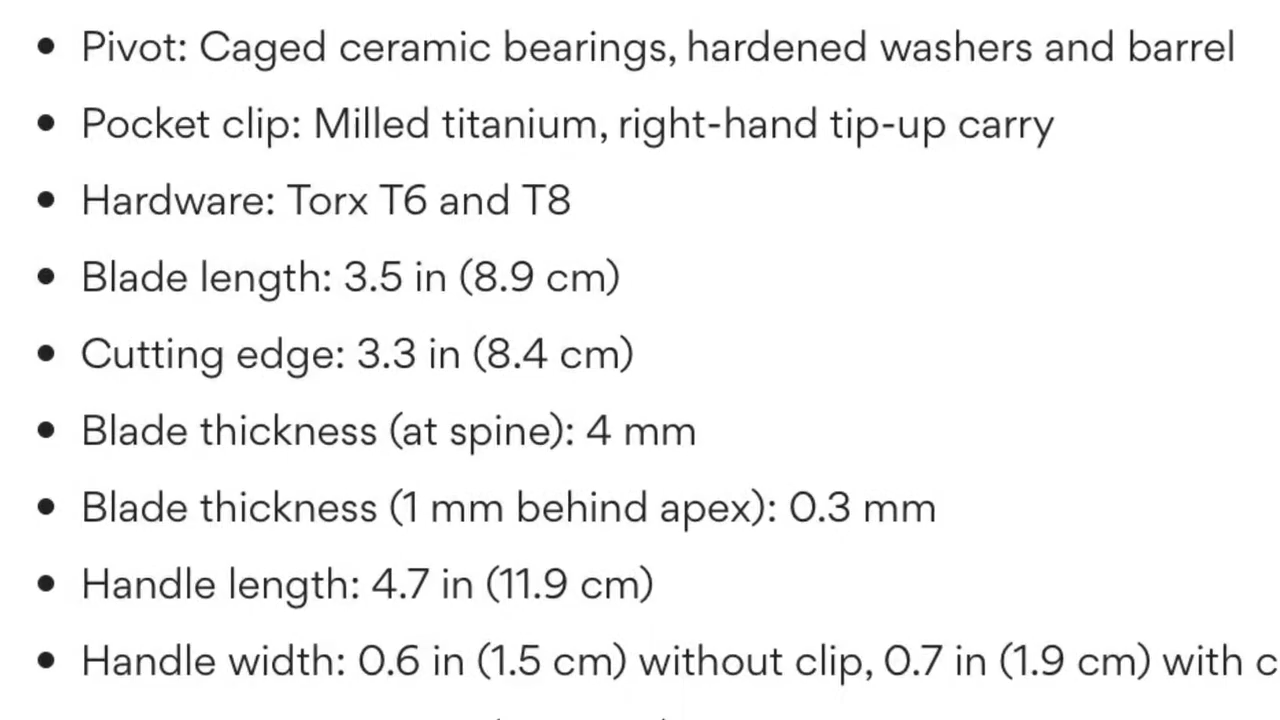 • Pivot: Caged ceramic bearings, hardened washers and barrel
• Pocket clip: Milled titanium, right-hand tip-up carry
• Hardware: Torx T6 and T8
• Blade length: 3.5 in (8.9 cm)
• Cutting edge: 3.3 in (8.4 cm)
• Blade thickness (at spine): 4 mm
• Blade thickness (1 mm behind apex): 0.3 mm
• Handle length: 4.7 in (11.9 cm)
• Handle width: 0.6 in (1.5 cm) without clip, 0.7 in (1.9 cm) with c